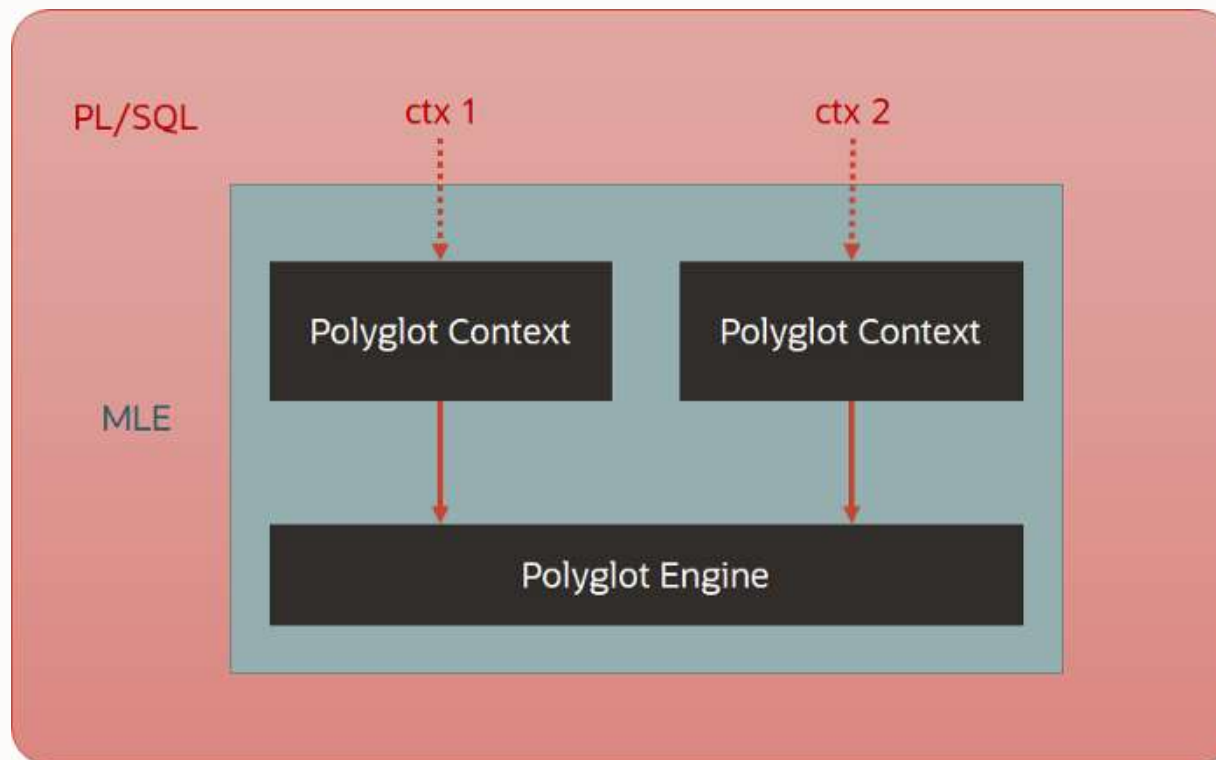 PL/SQL
ctx 1
ctx 2
Polyglot Context
Polyglot Context
MLE
Polyglot Engine